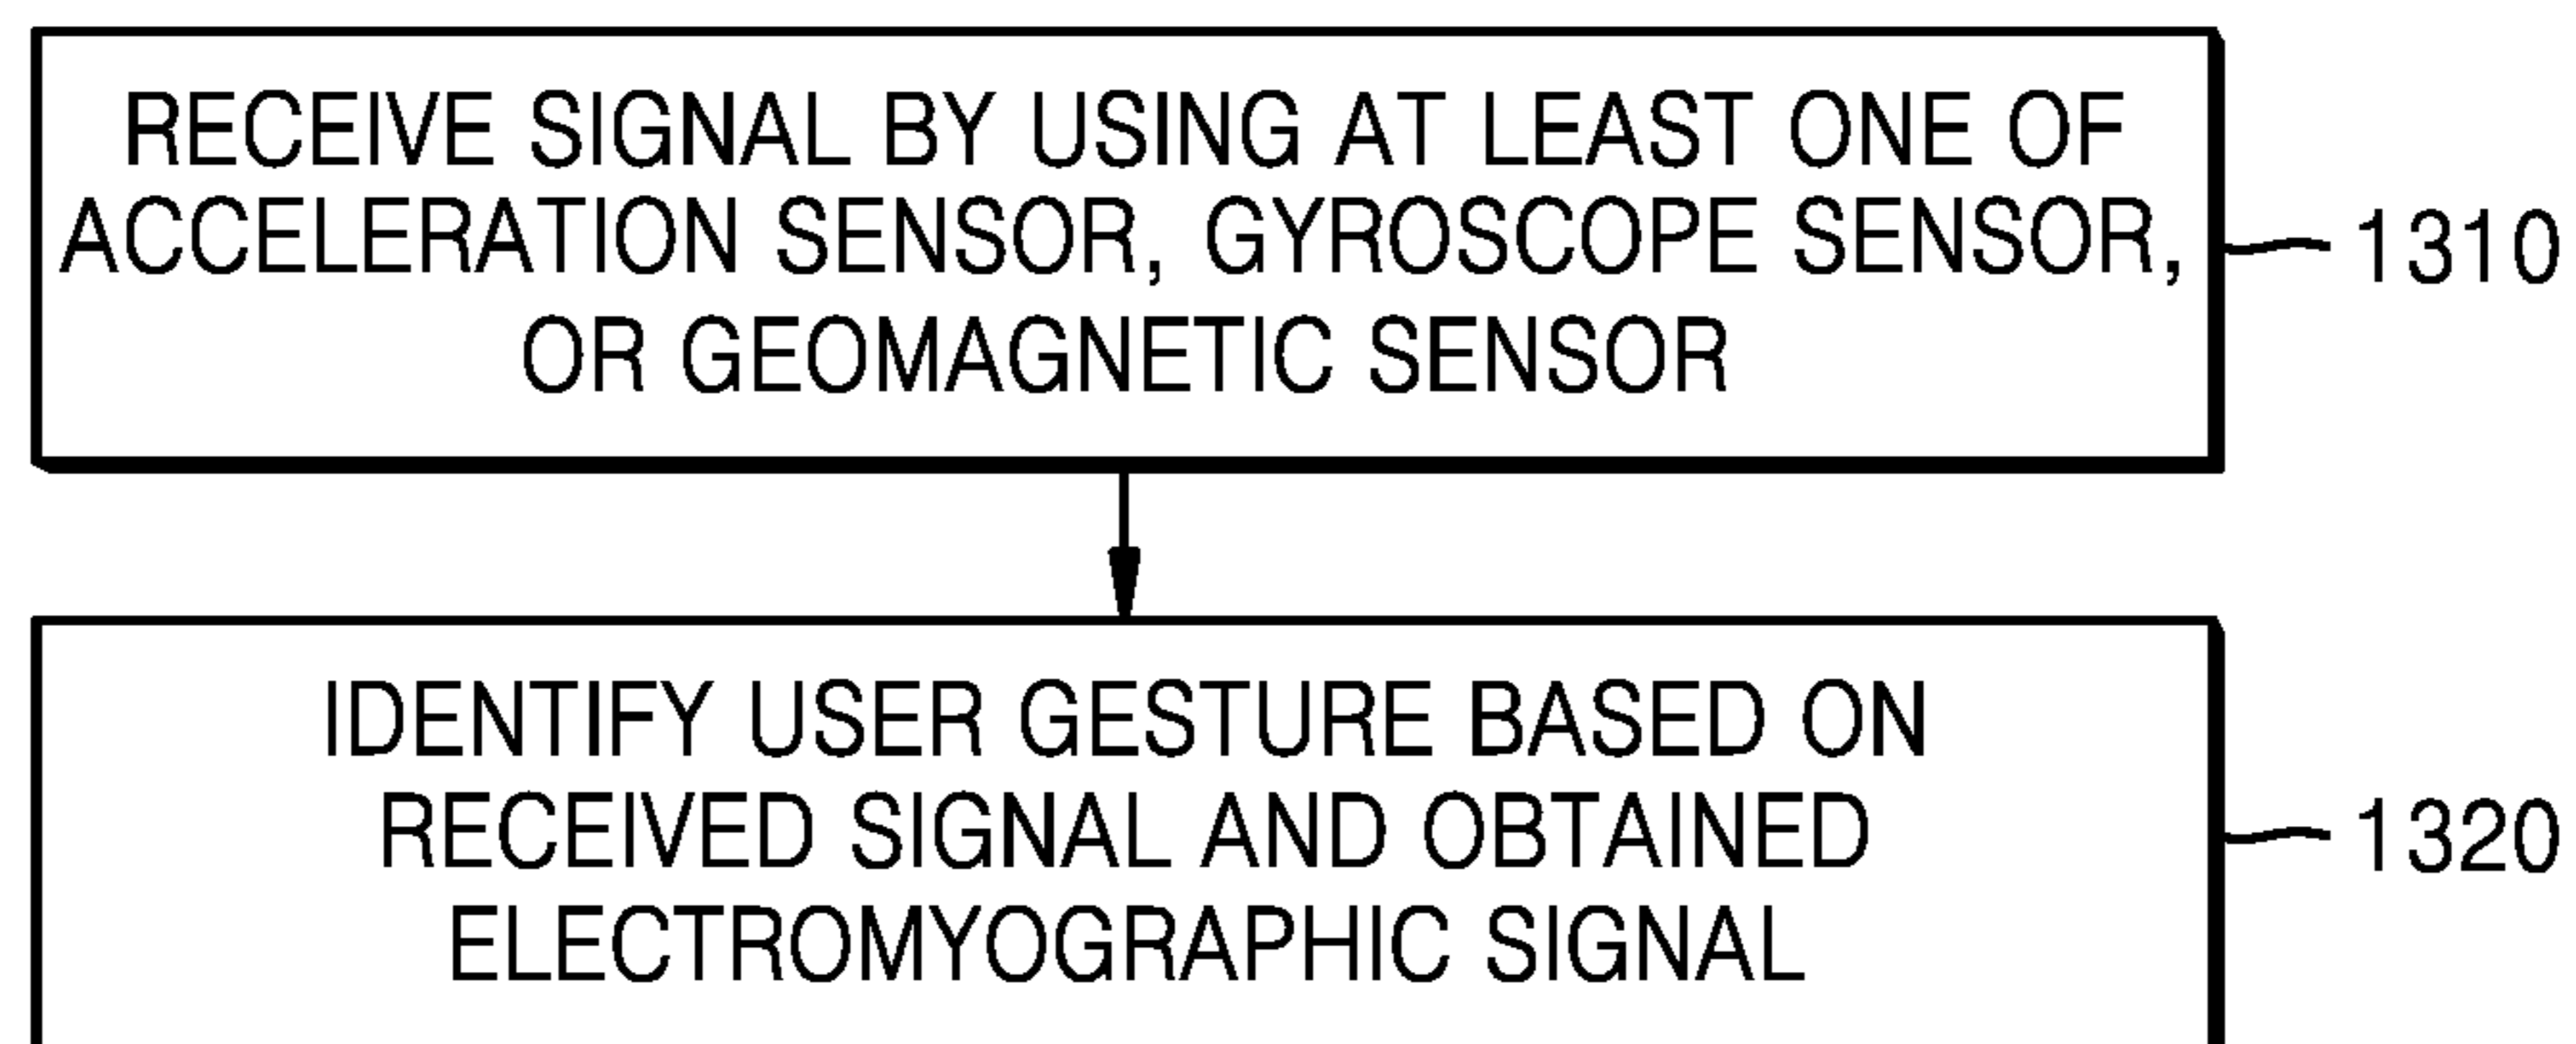 RECEIVE SIGNAL BY USING AT LEAST ONE OF
ACCELERATION SENSOR, GYROSCOPE SENSOR,
OR GEOMAGNETIC SENSOR
1310
IDENTIFY USER GESTURE BASED ON
RECEIVED SIGNAL AND OBTAINED
ELECTROMYOGRAPHIC SIGNAL
1320